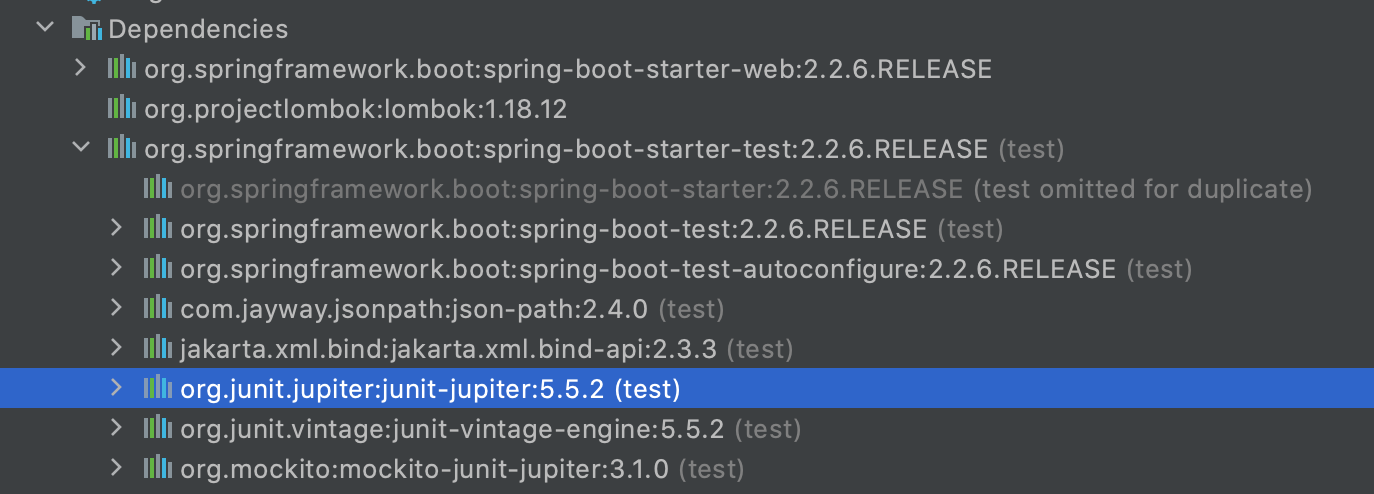 Dependencies
org.springframework.boot:spring-boot-starter-web:2.2.6.RELEASE
org.projectlombok:lombok:1.18.12
org.springframework.boot:spring-boot-starter-test:2.2.6.RELEASE (test)
org.springframework.boot:spring-boot-starter:2.2.6.RELEASE (test omitted for duplicate)
org.springframework.boot:spring-boot-test:2.2.6.RELEASE (test)
org.springframework.boot:spring-boot-test-autoconfigure:2.2.6.RELEASE (test)
com.jayway.jsonpath:json-path:2.4.0 (test)
jakarta.xml.bind:jakarta.xml.bind-api:2.3.3 (test)
org.junit.jupiter:junit-jupiter:5.5.2 (test)
org.junit.vintage:junit-vintage-engine:5.5.2 (test)
org.mockito:mockito-junit-jupiter:3.1.0 (test)